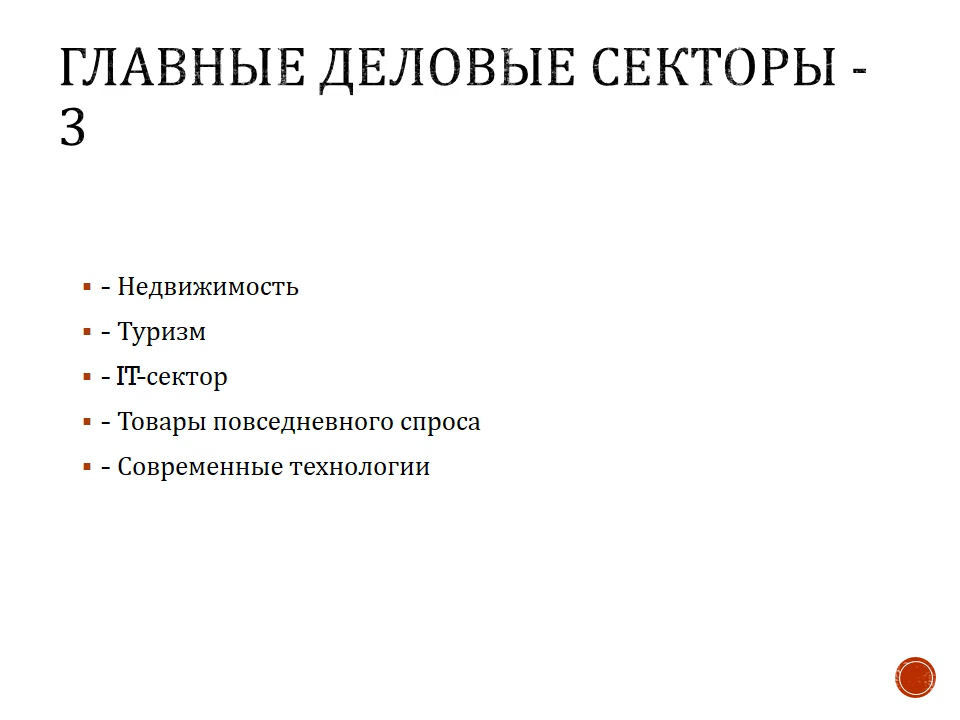 ГЛАВНЫЕ ДЕЛОВЫЕ СЕКТОРЫ -
3
- Недвижимость
- Туризм
- IT-сектор
- Товары повседневного спроса
- Современные технологии